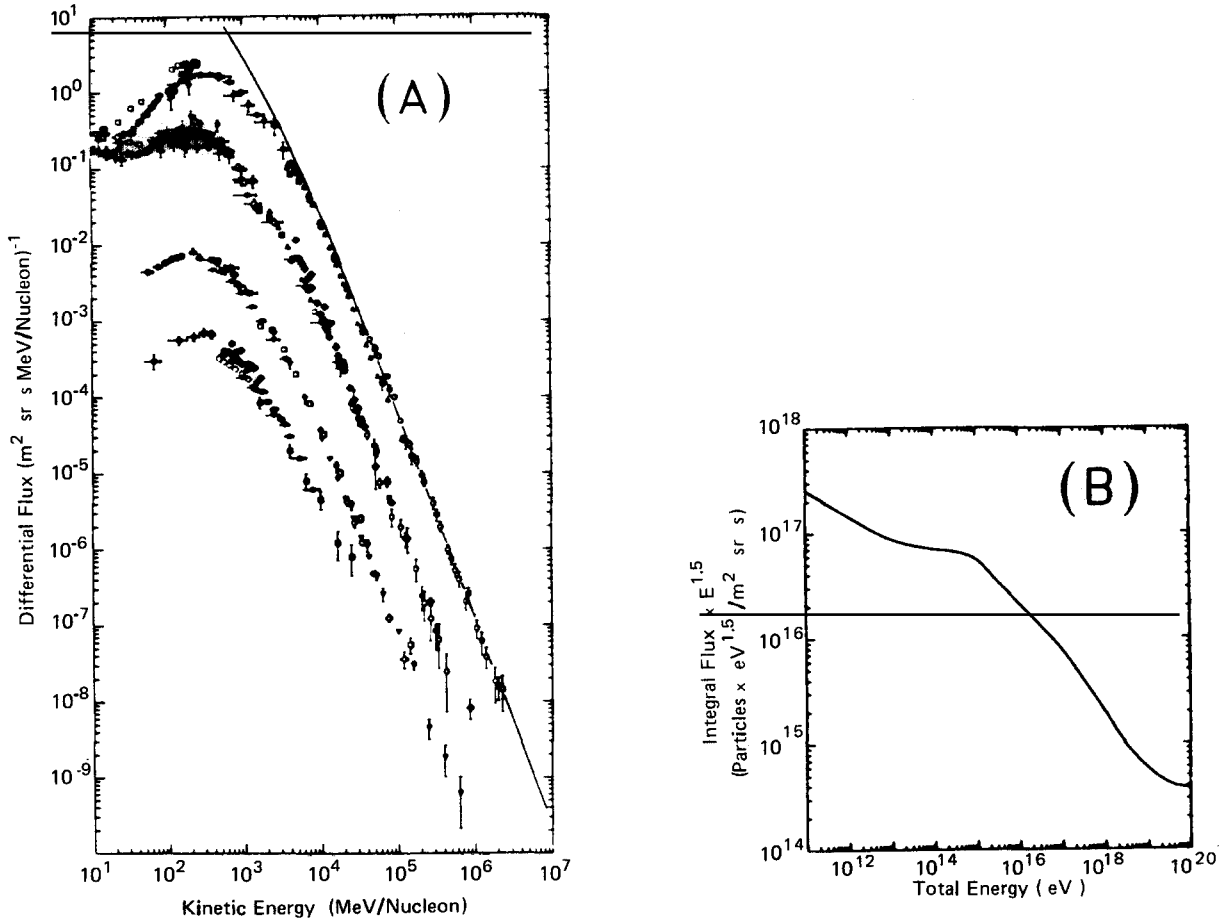 (A)
10^1
10^0
10^-1
10^-2
10^-3
10^-4
10^-5
10^-6
10^-7
10^-8
10^-9
Differential Flux (m^2 sr s MeV/Nucleon)^-1
10^1 10^2 10^3 10^4 10^5 10^6 10^7
Kinetic Energy (MeV/Nucleon)
(B)
10^18
10^17
10^16
10^15
10^14
Integral Flux × E^1.5
(Particles × eV^1.5/m^2 sr s)
10^12 10^14 10^16 10^18 10^20
Total Energy (eV)